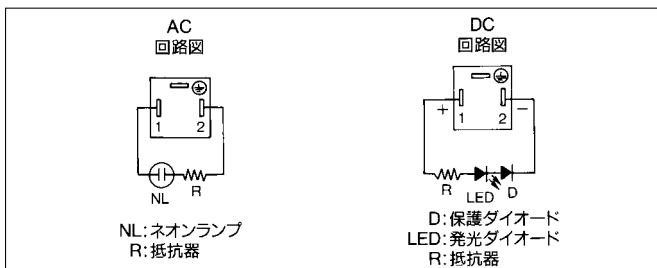 AC
回路図
1 2
NL R
NL:ネオンランプ
R:抵抗器
DC
回路図
+ 1 2 −
R LED D
D:保護ダイオード
LED:発光ダイオード
R:抵抗器